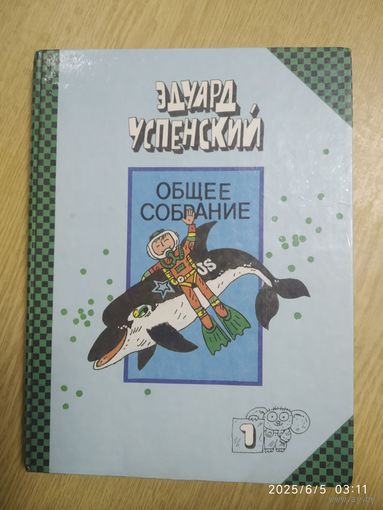 ЭДУАРД
УСПЕНСКИЙ
ОБЩЕЕ
СОБРАНИЕ
US
1
2025/6/5 03:11